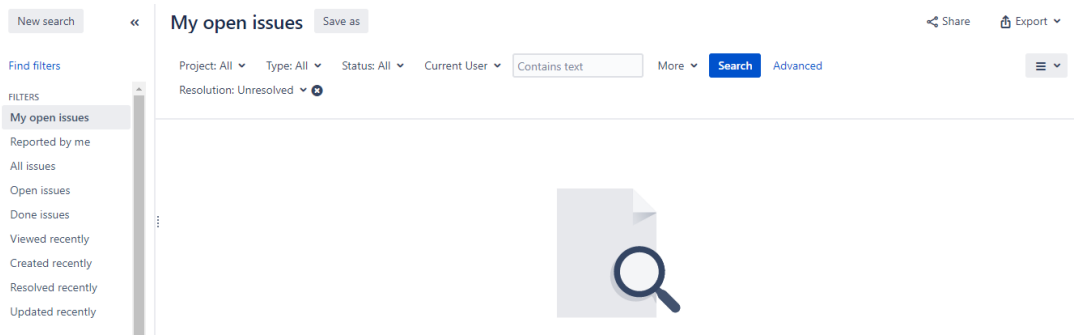 New search
«
My open issues Save as
Share Export
Find filters
Project: All Type: All Status: All Current User Contains text More Search Advanced
Resolution: Unresolved
FILTERS
My open issues
Reported by me
All issues
Open issues
Done issues
Viewed recently
Created recently
Resolved recently
Updated recently